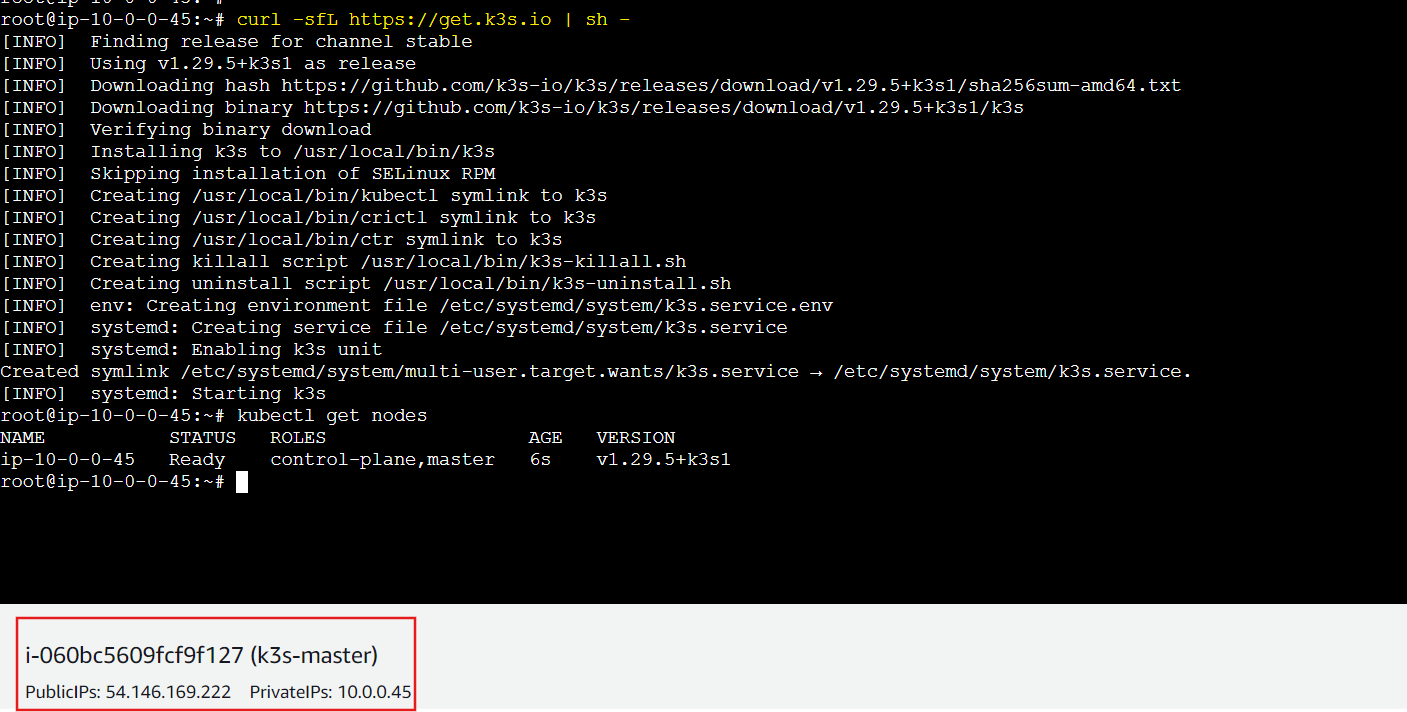 root@ip-10-0-0-45:~#
root@ip-10-0-0-45:~# curl -sfL https://get.k3s.io | sh -
[INFO]  Finding release for channel stable
[INFO]  Using v1.29.5+k3s1 as release
[INFO]  Downloading hash https://github.com/k3s-io/k3s/releases/download/v1.29.5+k3s1/sha256sum-amd64.txt
[INFO]  Downloading binary https://github.com/k3s-io/k3s/releases/download/v1.29.5+k3s1/k3s
[INFO]  Verifying binary download
[INFO]  Installing k3s to /usr/local/bin/k3s
[INFO]  Skipping installation of SELinux RPM
[INFO]  Creating /usr/local/bin/kubectl symlink to k3s
[INFO]  Creating /usr/local/bin/crictl symlink to k3s
[INFO]  Creating /usr/local/bin/ctr symlink to k3s
[INFO]  Creating killall script /usr/local/bin/k3s-killall.sh
[INFO]  Creating uninstall script /usr/local/bin/k3s-uninstall.sh
[INFO]  env: Creating environment file /etc/systemd/system/k3s.service.env
[INFO]  systemd: Creating service file /etc/systemd/system/k3s.service
[INFO]  systemd: Enabling k3s unit
Created symlink /etc/systemd/system/multi-user.target.wants/k3s.service → /etc/systemd/system/k3s.service.
[INFO]  systemd: Starting k3s
root@ip-10-0-0-45:~# kubectl get nodes
NAME           STATUS   ROLES                  AGE   VERSION
ip-10-0-0-45   Ready    control-plane,master   6s    v1.29.5+k3s1
root@ip-10-0-0-45:~#
i-060bc5609fcf9f127 (k3s-master)
PublicIPs: 54.146.169.222    PrivateIPs: 10.0.0.45